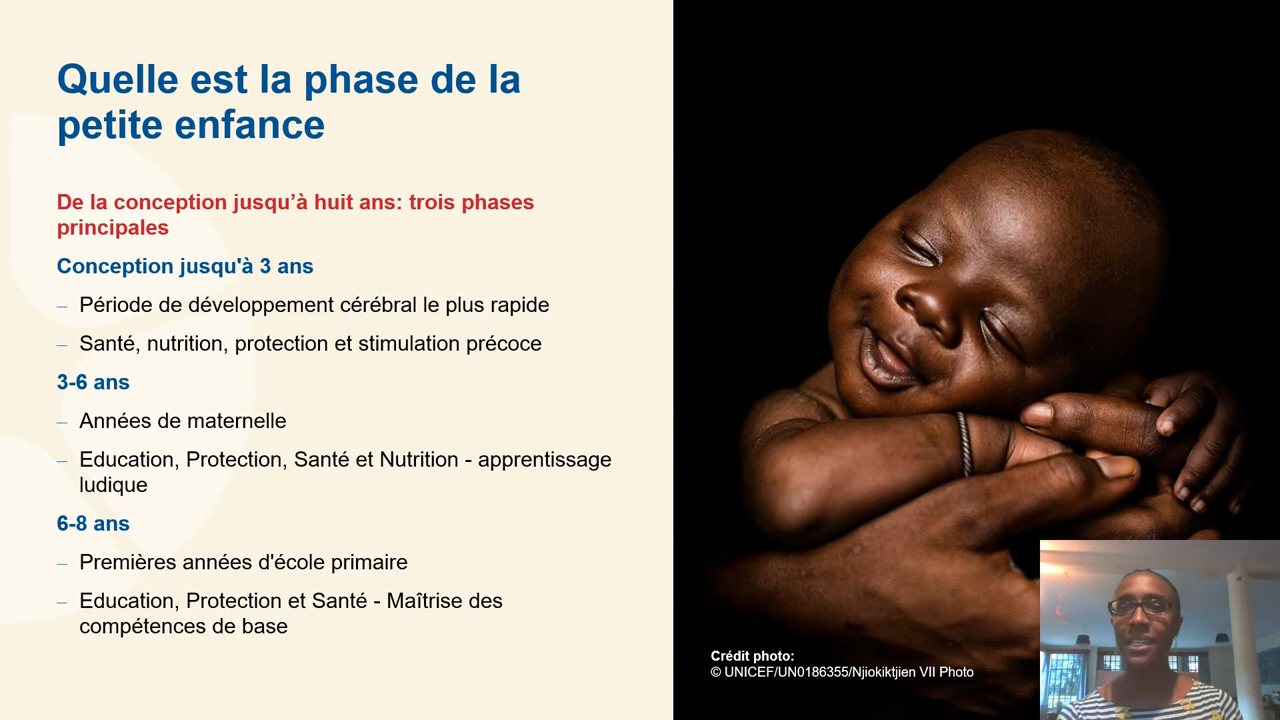 Quelle est la phase de la
petite enfance
De la conception jusqu’à huit ans: trois phases
principales
Conception jusqu'à 3 ans
– Période de développement cérébral le plus rapide
– Santé, nutrition, protection et stimulation précoce
3-6 ans
– Années de maternelle
– Education, Protection, Santé et Nutrition - apprentissage
ludique
6-8 ans
– Premières années d'école primaire
– Education, Protection et Santé - Maîtrise des
compétences de base
Crédit photo:
© UNICEF/UN0186355/Njiokiktjien VII Photo